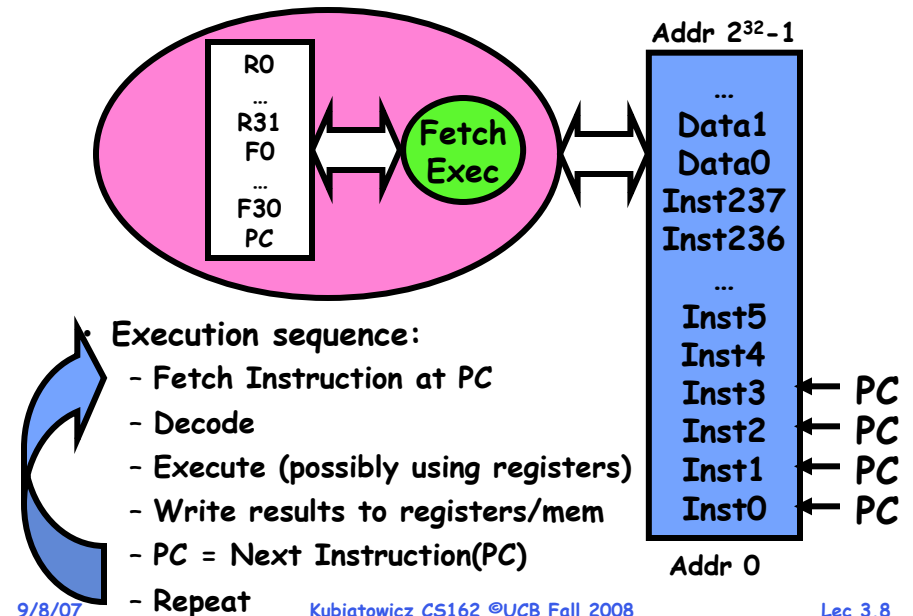 Addr 2³²-1
R0
…
R31
F0
…
F30
PC
Fetch
Exec
…
Data1
Data0
Inst237
Inst236
…
Inst5
Inst4
Inst3
Inst2
Inst1
Inst0
PC
PC
PC
PC
Addr 0
• Execution sequence:
– Fetch Instruction at PC
– Decode
– Execute (possibly using registers)
– Write results to registers/mem
– PC = Next Instruction(PC)
– Repeat
9/8/07
Kubiatowicz CS162 ©UCB Fall 2008
Lec 3.8